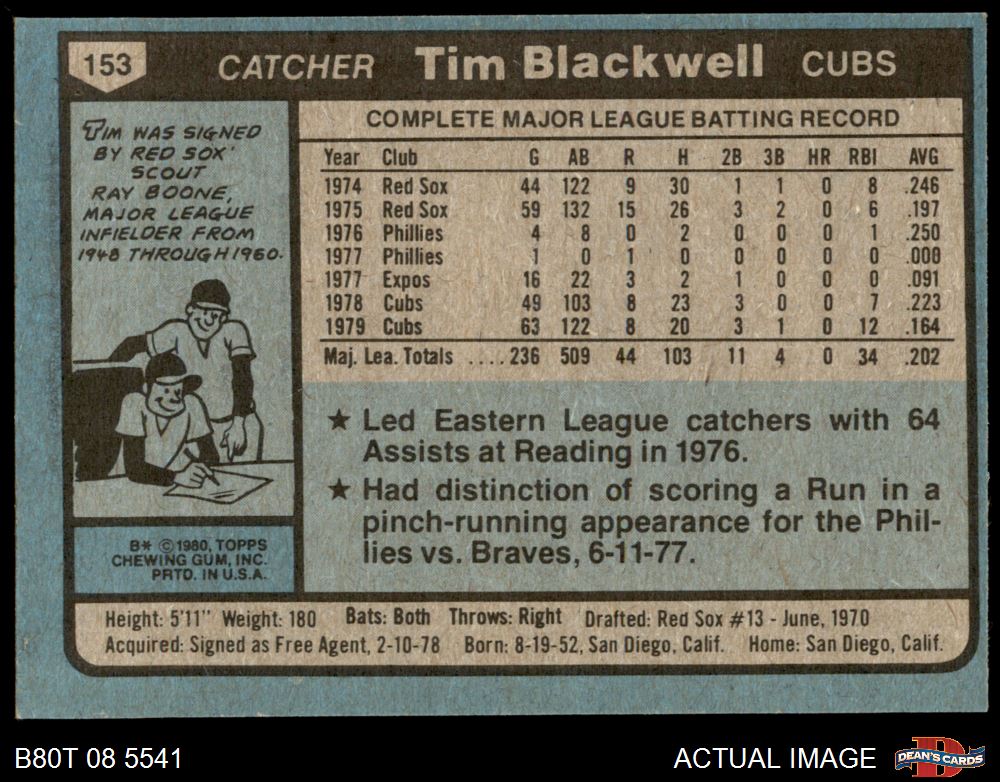 153 CATCHER Tim Blackwell CUBS
TIM WAS SIGNED
BY RED SOX'
SCOUT
RAY BOONE,
MAJOR LEAGUE
INFIELDER FROM
1948 THROUGH 1960.
COMPLETE MAJOR LEAGUE BATTING RECORD
Year Club G AB R H 2B 3B HR RBI AVG
1974 Red Sox 44 122 9 30 1 1 0 8 .246
1975 Red Sox 59 132 15 26 3 2 0 6 .197
1976 Phillies 4 8 0 2 0 0 0 1 .250
1977 Phillies 1 0 1 0 0 0 0 0 .000
1977 Expos 16 22 3 2 1 0 0 0 .091
1978 Cubs 49 103 8 23 3 0 0 7 .223
1979 Cubs 63 122 8 20 3 1 0 12 .164
Maj. Lea. Totals ....236 509 44 103 11 4 0 34 .202
★ Led Eastern League catchers with 64
Assists at Reading in 1976.
★ Had distinction of scoring a Run in a
pinch-running appearance for the Phil-
lies vs. Braves, 6-11-77.
B* © 1980, TOPPS
CHEWING GUM, INC.
PRTD. IN U.S.A.
Height: 5'11" Weight: 180 Bats: Both Throws: Right Drafted: Red Sox #13 - June, 1970
Acquired: Signed as Free Agent, 2-10-78 Born: 8-19-52, San Diego, Calif. Home: San Diego, Calif.
B80T 08 5541
ACTUAL IMAGE
D
DEAN'S CARDS